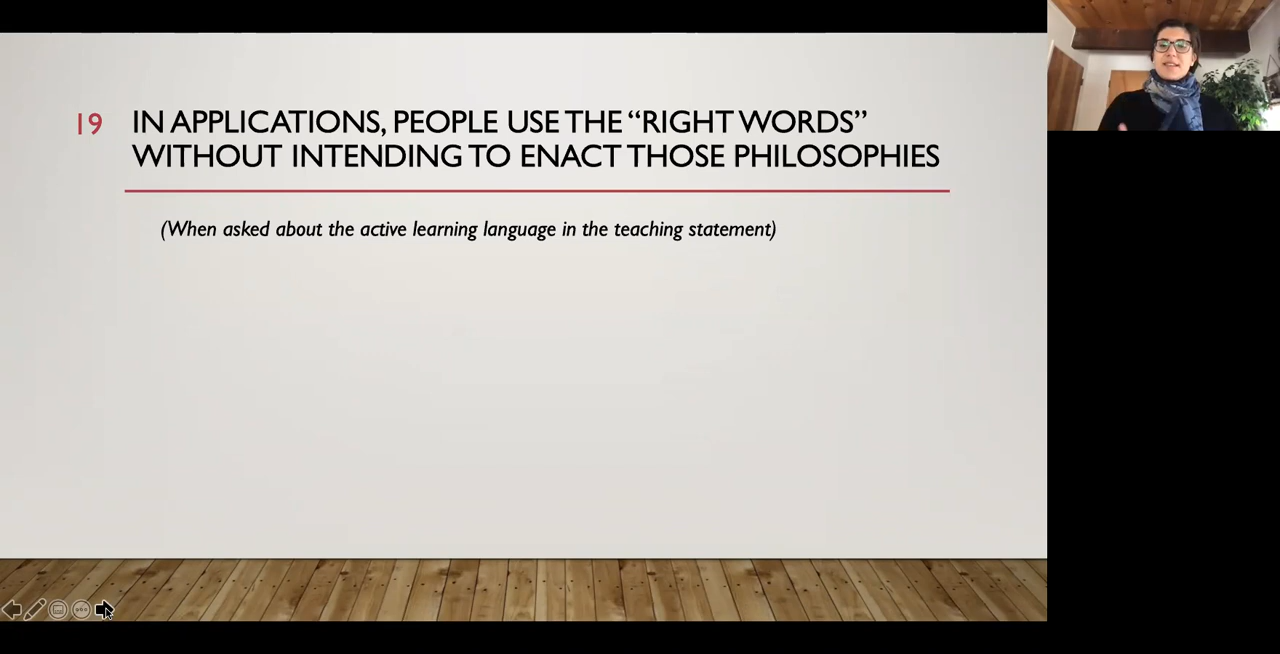 19
IN APPLICATIONS, PEOPLE USE THE “RIGHT WORDS”
WITHOUT INTENDING TO ENACT THOSE PHILOSOPHIES
(When asked about the active learning language in the teaching statement)